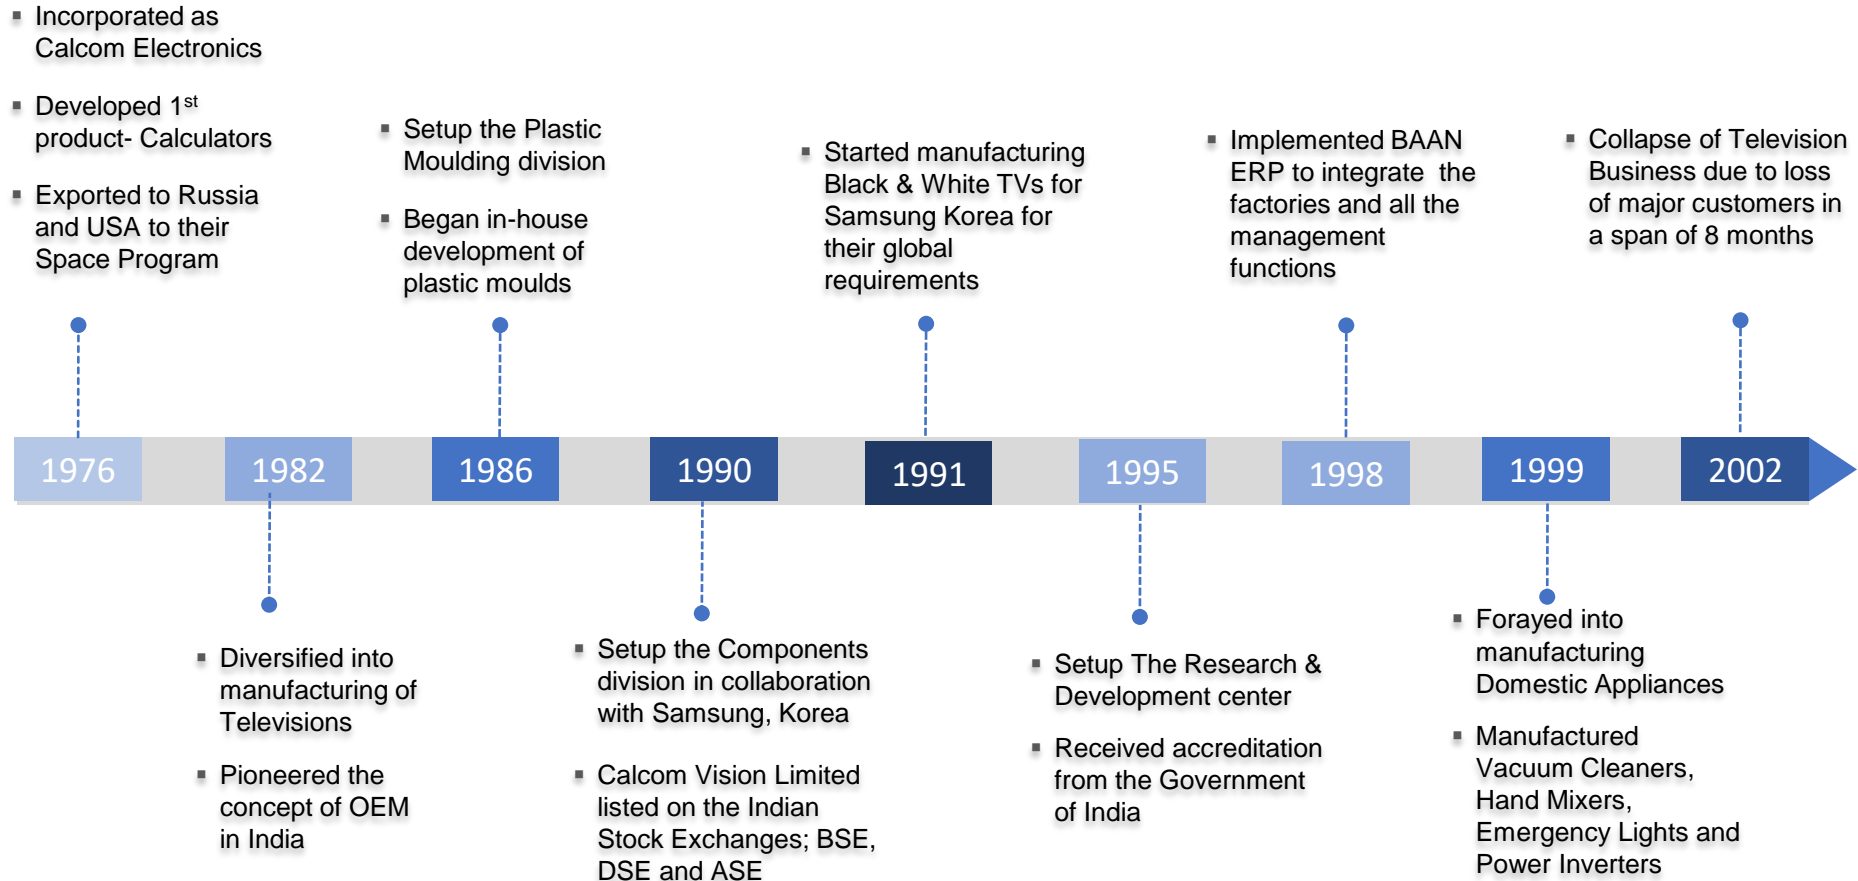 ▪ Incorporated as
Calcom Electronics
▪ Developed 1st
product- Calculators
▪ Exported to Russia
and USA to their
Space Program
▪ Setup the Plastic
Moulding division
▪ Began in-house
development of
plastic moulds
▪ Started manufacturing
Black & White TVs for
Samsung Korea for
their global
requirements
▪ Implemented BAAN
ERP to integrate the
factories and all the
management
functions
▪ Collapse of Television
Business due to loss
of major customers in
a span of 8 months
1976
1982
1986
1990
1991
1995
1998
1999
2002
▪ Diversified into
manufacturing of
Televisions
▪ Pioneered the
concept of OEM
in India
▪ Setup the Components
division in collaboration
with Samsung, Korea
▪ Calcom Vision Limited
listed on the Indian
Stock Exchanges; BSE,
DSE and ASE
▪ Setup The Research &
Development center
▪ Received accreditation
from the Government
of India
▪ Forayed into
manufacturing
Domestic Appliances
▪ Manufactured
Vacuum Cleaners,
Hand Mixers,
Emergency Lights and
Power Inverters